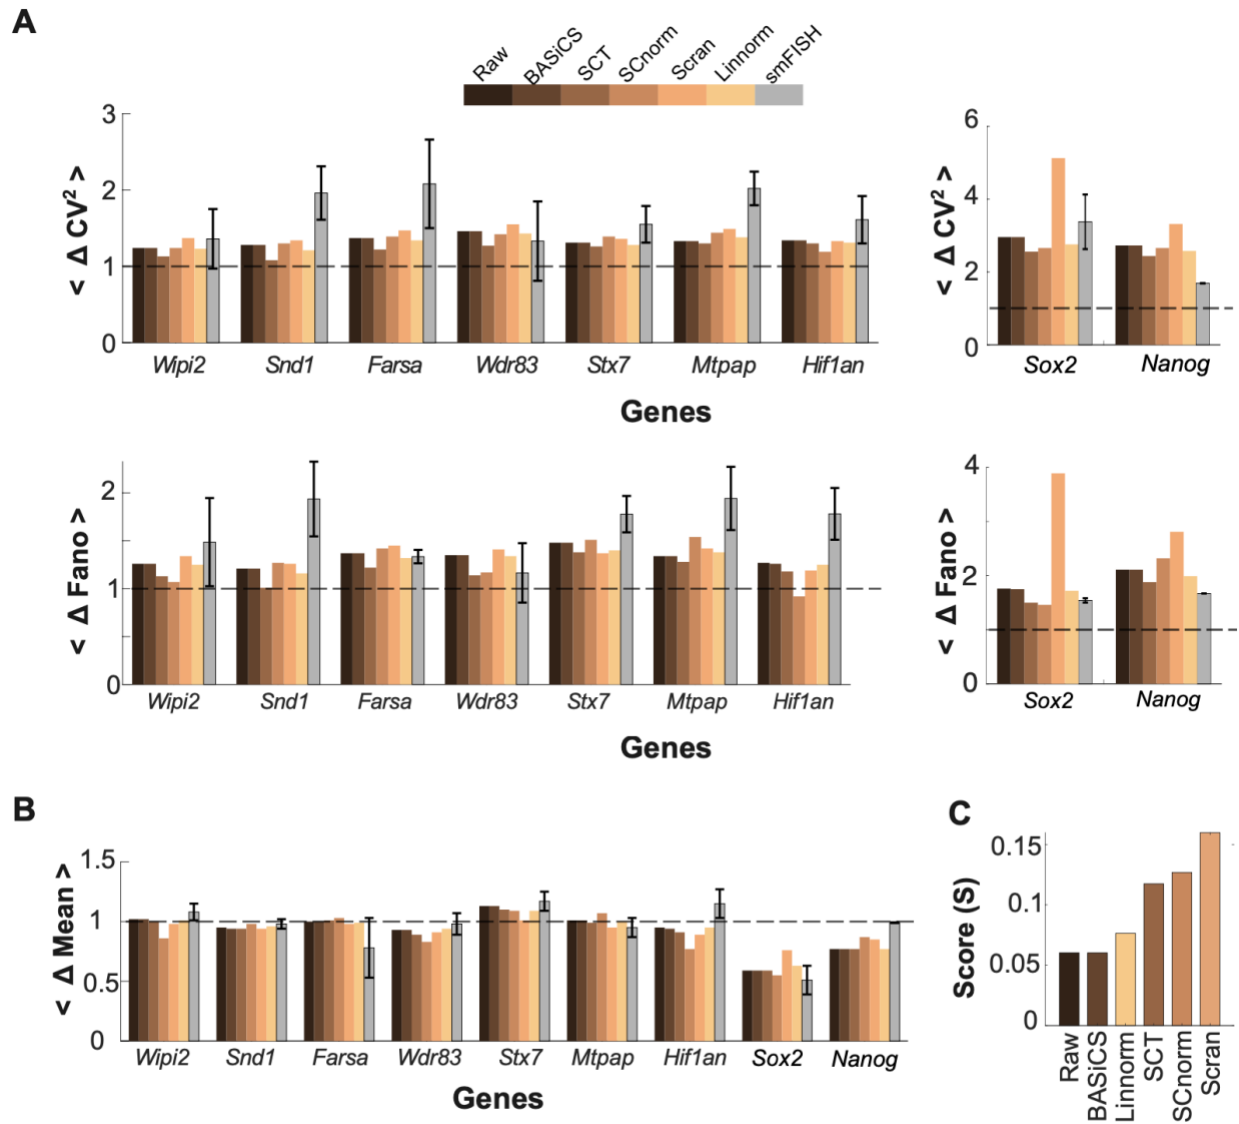 A
Raw BASiCS SCT SCnorm Scran Linnorm smFISH
< Δ CV² >
3
2
1
0
Wipi2 Snd1 Farsa Wdr83 Stx7 Mtpap Hif1an
Genes
< Δ CV² >
6
4
2
0
Sox2 Nanog
< Δ Fano >
2
1
0
Wipi2 Snd1 Farsa Wdr83 Stx7 Mtpap Hif1an
Genes
< Δ Fano >
4
2
0
Sox2 Nanog
B
< Δ Mean >
1.5
1
0.5
0
Wipi2 Snd1 Farsa Wdr83 Stx7 Mtpap Hif1an Sox2 Nanog
Genes
C
Score (S)
0.15
0.1
0.05
0
Raw BASiCS Linnorm SCT SCnorm Scran